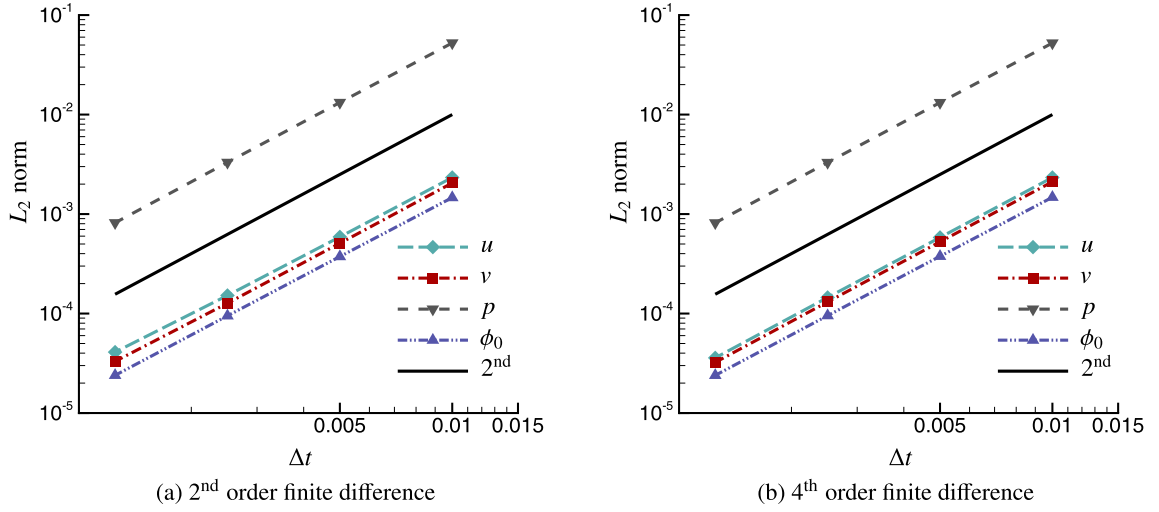 10⁻¹
10⁻²
10⁻³
10⁻⁴
10⁻⁵
L₂ norm
u
v
p
ϕ₀
2ⁿᵈ
0.005
0.01
0.015
Δt
(a) 2ⁿᵈ order finite difference
10⁻¹
10⁻²
10⁻³
10⁻⁴
10⁻⁵
L₂ norm
u
v
p
ϕ₀
2ⁿᵈ
0.005
0.01
0.015
Δt
(b) 4ᵗʰ order finite difference